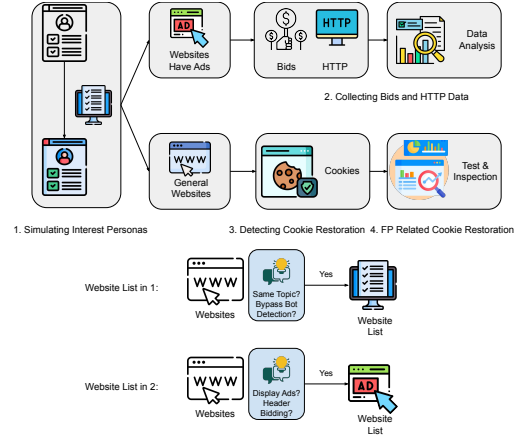 AD
Websites
Have Ads
HTTP
Bids
HTTP
Data
Analysis
2. Collecting Bids and HTTP Data
WWW
General
Websites
Cookies
Test &
Inspection
1. Simulating Interest Personas
3. Detecting Cookie Restoration
4. FP Related Cookie Restoration
Website List in 1:
WWW
Websites
Same Topic?
Bypass Bot
Detection?
Yes
Website
List
Website List in 2:
WWW
Websites
Display Ads?
Header
Bidding?
Yes
AD
Website
List